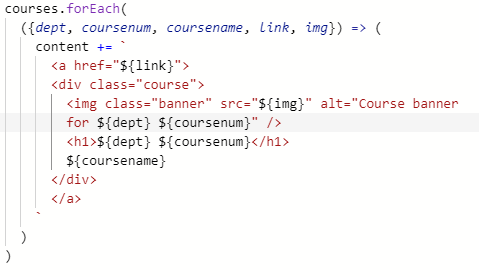 courses.forEach(
({dept, coursenum, coursename, link, img}) => (
content += `
<a href="${link}">
<div class="course">
<img class="banner" src="${img}" alt="Course banner
for ${dept} ${coursenum}" />
<h1>${dept} ${coursenum}</h1>
${coursename}
</div>
</a>
`
)
)